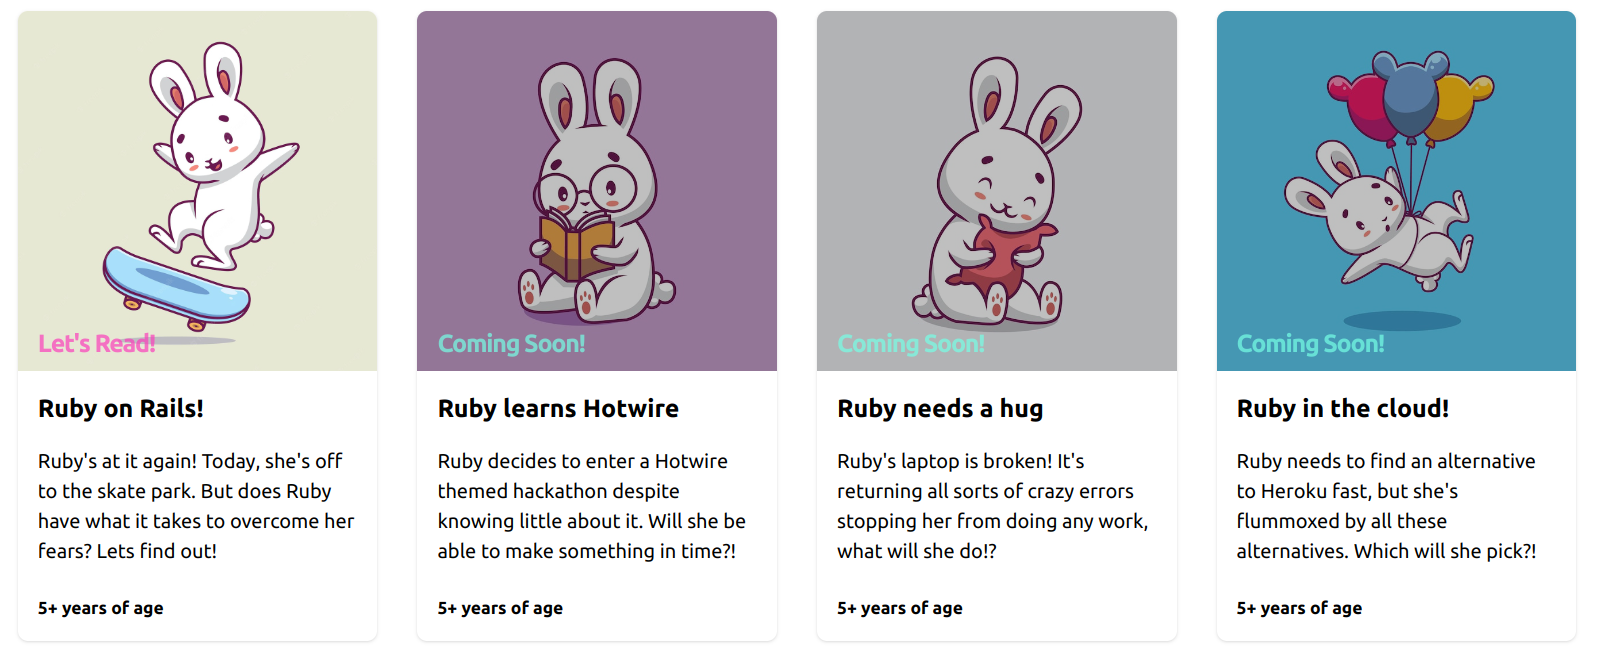 Let's Read!
Ruby on Rails!
Ruby's at it again! Today, she's off
to the skate park. But does Ruby
have what it takes to overcome her
fears? Lets find out!
5+ years of age
Coming Soon!
Ruby learns Hotwire
Ruby decides to enter a Hotwire
themed hackathon despite
knowing little about it. Will she be
able to make something in time?!
5+ years of age
Coming Soon!
Ruby needs a hug
Ruby's laptop is broken! It's
returning all sorts of crazy errors
stopping her from doing any work,
what will she do!?
5+ years of age
Coming Soon!
Ruby in the cloud!
Ruby needs to find an alternative
to Heroku fast, but she's
flummoxed by all these
alternatives. Which will she pick?!
5+ years of age